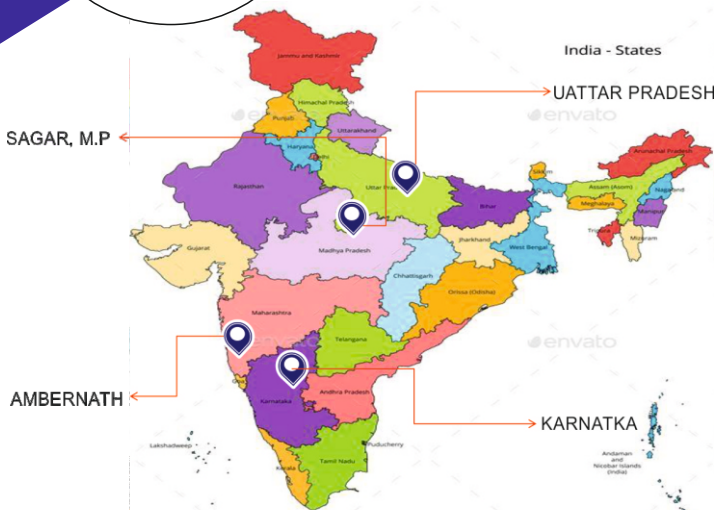 India - States
UATTAR PRADESH
SAGAR, M.P
AMBERNATH
KARNATKA
Jammu and Kashmir
Himachal Pradesh
Punjab
Uttarakhand
Haryana
Delhi
Rajasthan
Uttar
Bihar
Sikkim
Arunachal Pradesh
Assam (Asom)
Nagaland
Meghalaya
Manipur
Tripura
Mizoram
Gujarat
Madhya Pradesh
Jharkhand
West Bengal
Chhattisgarh
Orissa (Odisha)
Maharashtra
Telangana
Goa
Karnataka
Andhra Pradesh
Lakshadweep
Kerala
Tamil Nadu
Puducherry
Andaman
and
Nicobar Islands
(India)
envato
envato
envato